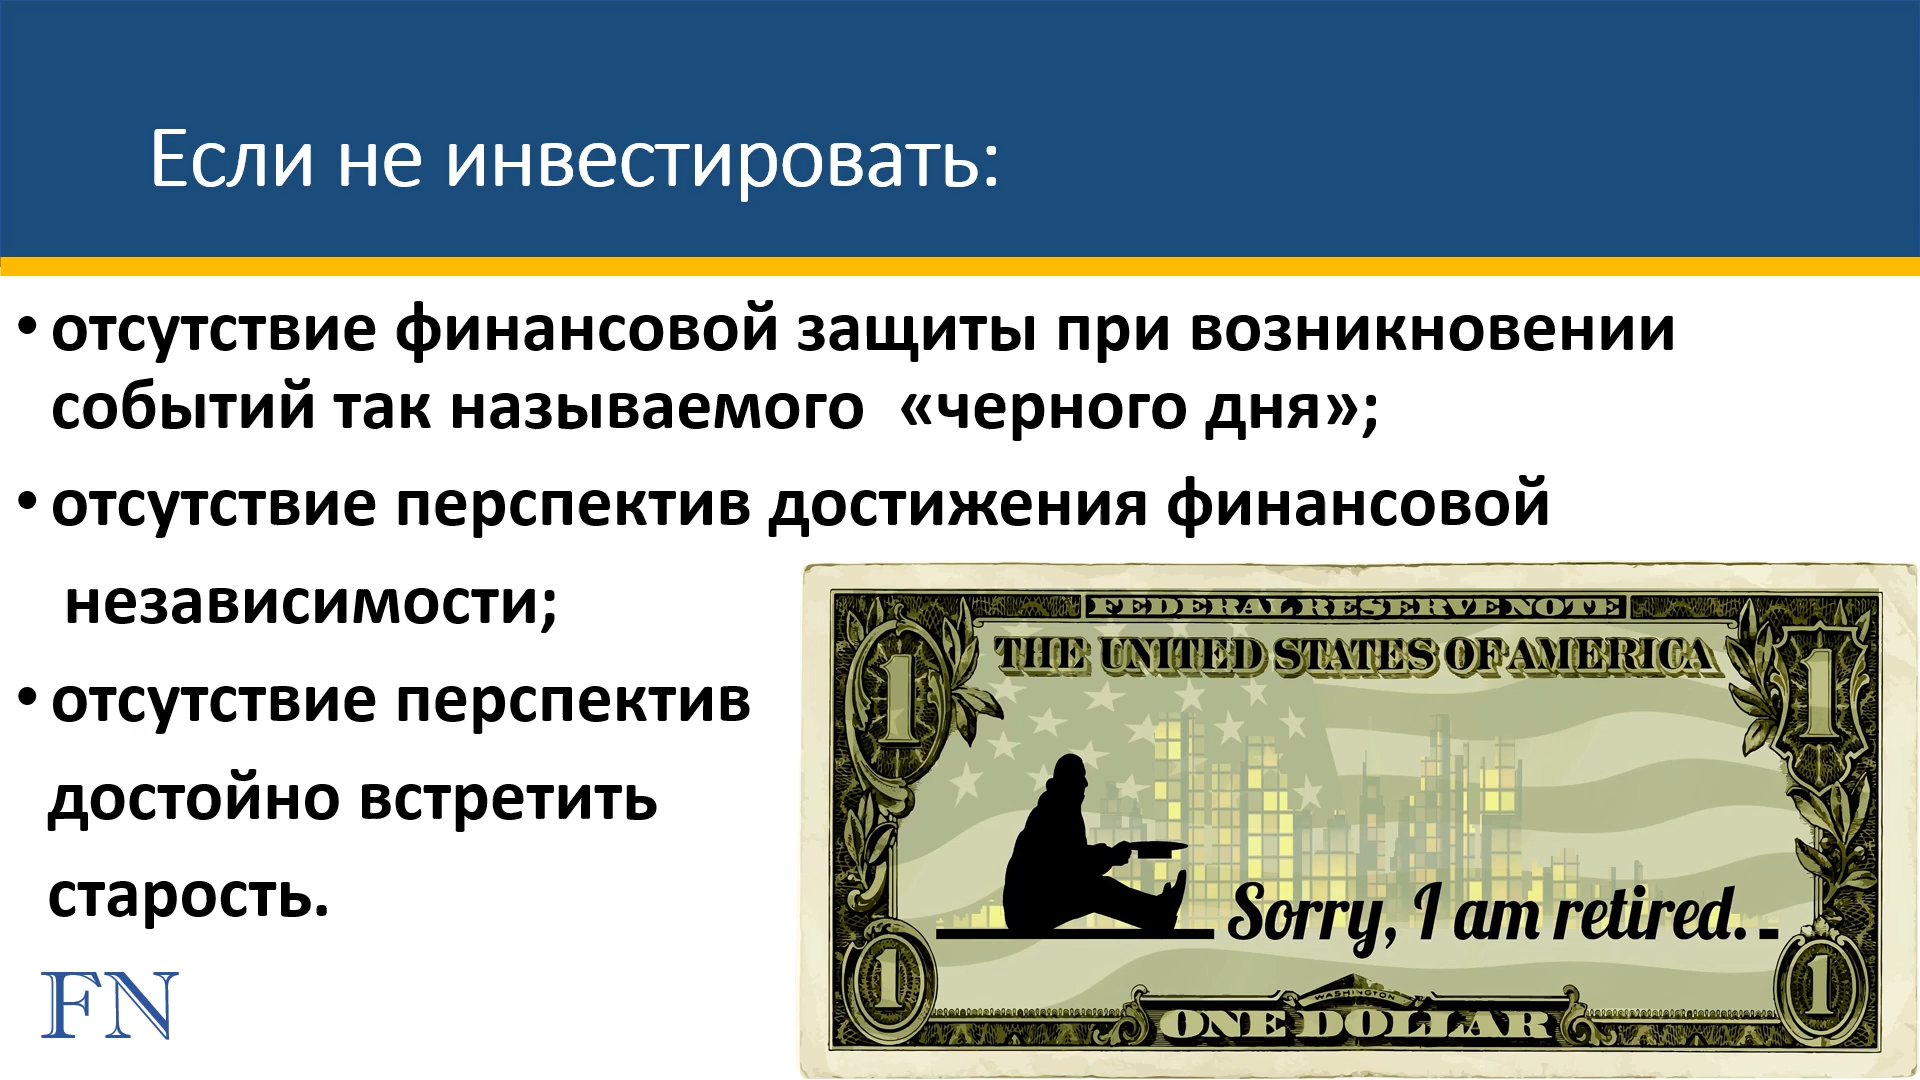 Если не инвестировать:
• отсутствие финансовой защиты при возникновении
событий так называемого  «черного дня»;
• отсутствие перспектив достижения финансовой
независимости;
• отсутствие перспектив
достойно встретить
старость.
FEDERAL RESERVE NOTE
THE UNITED STATES OF AMERICA
1
1
Sorry, I am retired.
1
1
WASHINGTON
ONE DOLLAR
FN